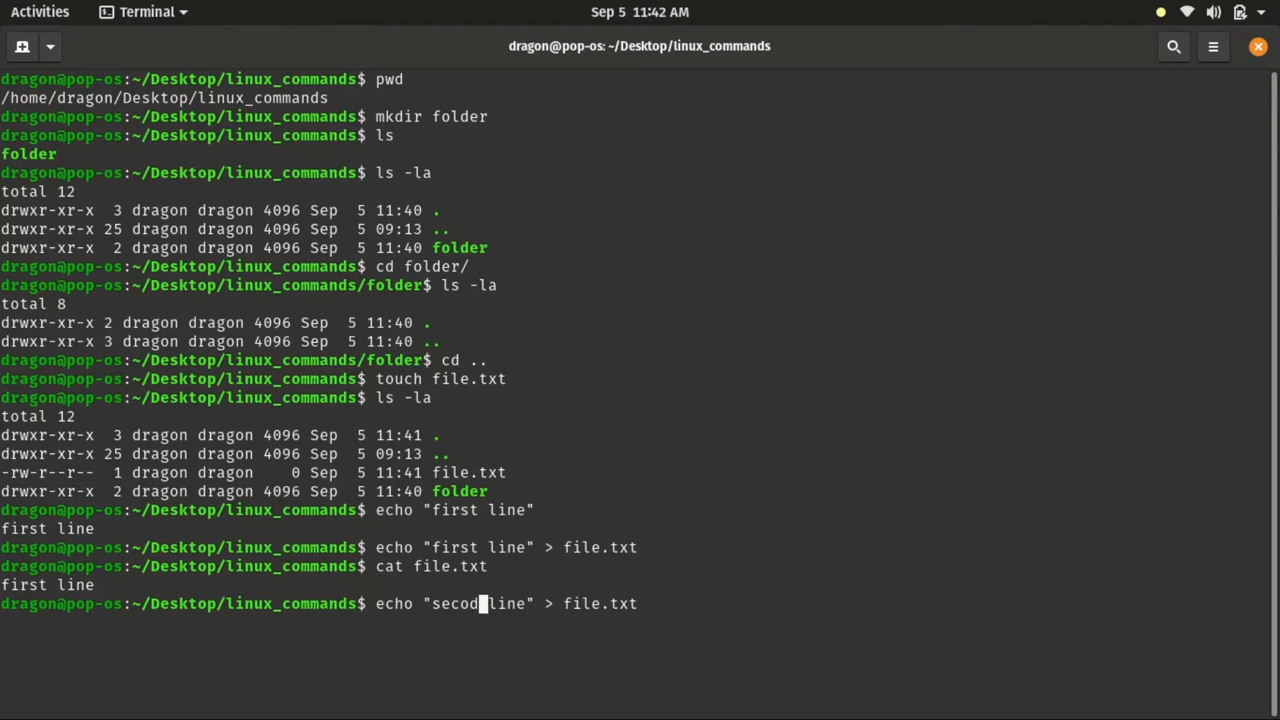 Activities Terminal Sep 5 11:42 AM
dragon@pop-os: ~/Desktop/linux_commands
dragon@pop-os:~/Desktop/linux_commands$ pwd
/home/dragon/Desktop/linux_commands
dragon@pop-os:~/Desktop/linux_commands$ mkdir folder
dragon@pop-os:~/Desktop/linux_commands$ ls
folder
dragon@pop-os:~/Desktop/linux_commands$ ls -la
total 12
drwxr-xr-x  3 dragon dragon 4096 Sep  5 11:40 .
drwxr-xr-x 25 dragon dragon 4096 Sep  5 09:13 ..
drwxr-xr-x  2 dragon dragon 4096 Sep  5 11:40 folder
dragon@pop-os:~/Desktop/linux_commands$ cd folder/
dragon@pop-os:~/Desktop/linux_commands/folder$ ls -la
total 8
drwxr-xr-x 2 dragon dragon 4096 Sep  5 11:40 .
drwxr-xr-x 3 dragon dragon 4096 Sep  5 11:40 ..
dragon@pop-os:~/Desktop/linux_commands/folder$ cd ..
dragon@pop-os:~/Desktop/linux_commands$ touch file.txt
dragon@pop-os:~/Desktop/linux_commands$ ls -la
total 12
drwxr-xr-x  3 dragon dragon 4096 Sep  5 11:41 .
drwxr-xr-x 25 dragon dragon 4096 Sep  5 09:13 ..
-rw-r--r--  1 dragon dragon    0 Sep  5 11:41 file.txt
drwxr-xr-x  2 dragon dragon 4096 Sep  5 11:40 folder
dragon@pop-os:~/Desktop/linux_commands$ echo "first line"
first line
dragon@pop-os:~/Desktop/linux_commands$ echo "first line" > file.txt
dragon@pop-os:~/Desktop/linux_commands$ cat file.txt
first line
dragon@pop-os:~/Desktop/linux_commands$ echo "secod line" > file.txt